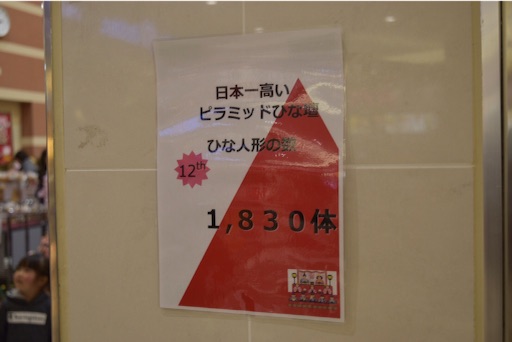 日本一高い
ピラミッドひな壇
ひな人形の数
12th
1,830体